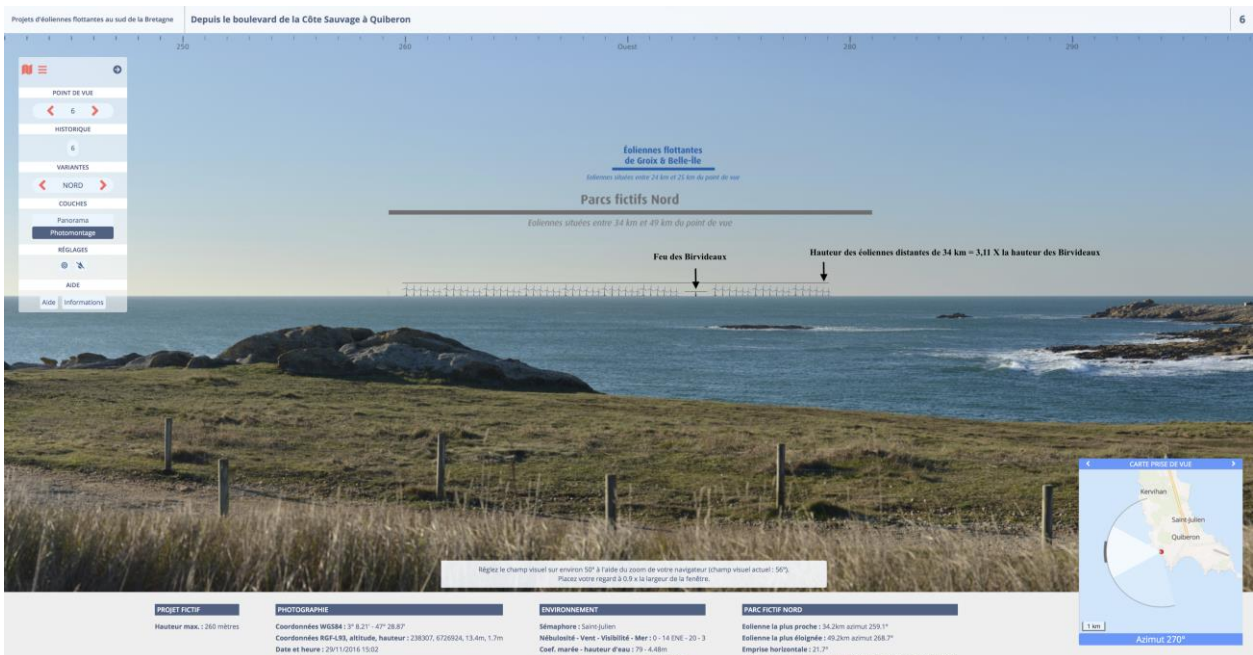 Projets d'éoliennes flottantes au sud de la Bretagne
Depuis le boulevard de la Côte Sauvage à Quiberon
6
250
260
Ouest
280
290
POINT DE VUE
6
HISTORIQUE
6
VARIANTES
NORD
COUCHES
Panorama
Photomontage
RÉGLAGES
AIDE
Aide
Informations
Éoliennes flottantes
de Groix & Belle-Île
Eoliennes situées entre 24 km et 25 km du point de vue
Parcs fictifs Nord
Eoliennes situées entre 34 km et 49 km du point de vue
Feu des Birvideaux
Hauteur des éoliennes distantes de 34 km = 3,11 X la hauteur des Birvideaux
CARTE PRISE DE VUE
Kervihan
Saint-Julien
Quiberon
1 km
Azimut 270°
Réglez le champ visuel sur environ 50° à l'aide du zoom de votre navigateur (champ visuel actuel : 56°).
Placez votre regard à 0.9 x la largeur de la fenêtre.
PROJET FICTIF
Hauteur max. : 260 mètres
PHOTOGRAPHIE
Coordonnées WGS84 : 3° 8.21' - 47° 28.87'
Coordonnées RGF-L93, altitude, hauteur : 238307, 6726924, 13.4m, 1.7m
Date et heure : 29/11/2016 15:02
ENVIRONNEMENT
Sémaphore : Saint-Julien
Nébulosité - Vent - Visibilité - Mer : 0 - 14 ENE - 20 - 3
Coef. marée - hauteur d'eau : 79 - 4.48m
PARC FICTIF NORD
Eolienne la plus proche : 34.2km azimut 259.1°
Eolienne la plus éloignée : 49.2km azimut 268.7°
Emprise horizontale : 21.7°